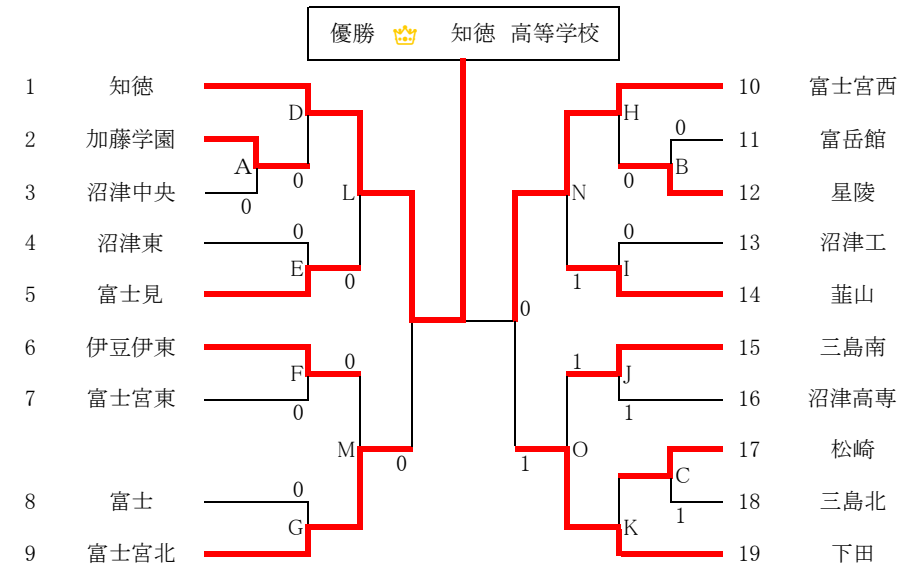 優勝 知徳 高等学校
1 知徳
2 加藤学園
3 沼津中央
4 沼津東
5 富士見
6 伊豆伊東
7 富士宮東
8 富士
9 富士宮北
D
A
0
0
L
0
E
0
F
0
0
M
0
0
G
10 富士宮西
11 富岳館
12 星陵
13 沼津工
14 韮山
15 三島南
16 沼津高専
17 松崎
18 三島北
19 下田
H
0
B
0
N
0
I
1
0
1
J
1
O
1
C
1
K